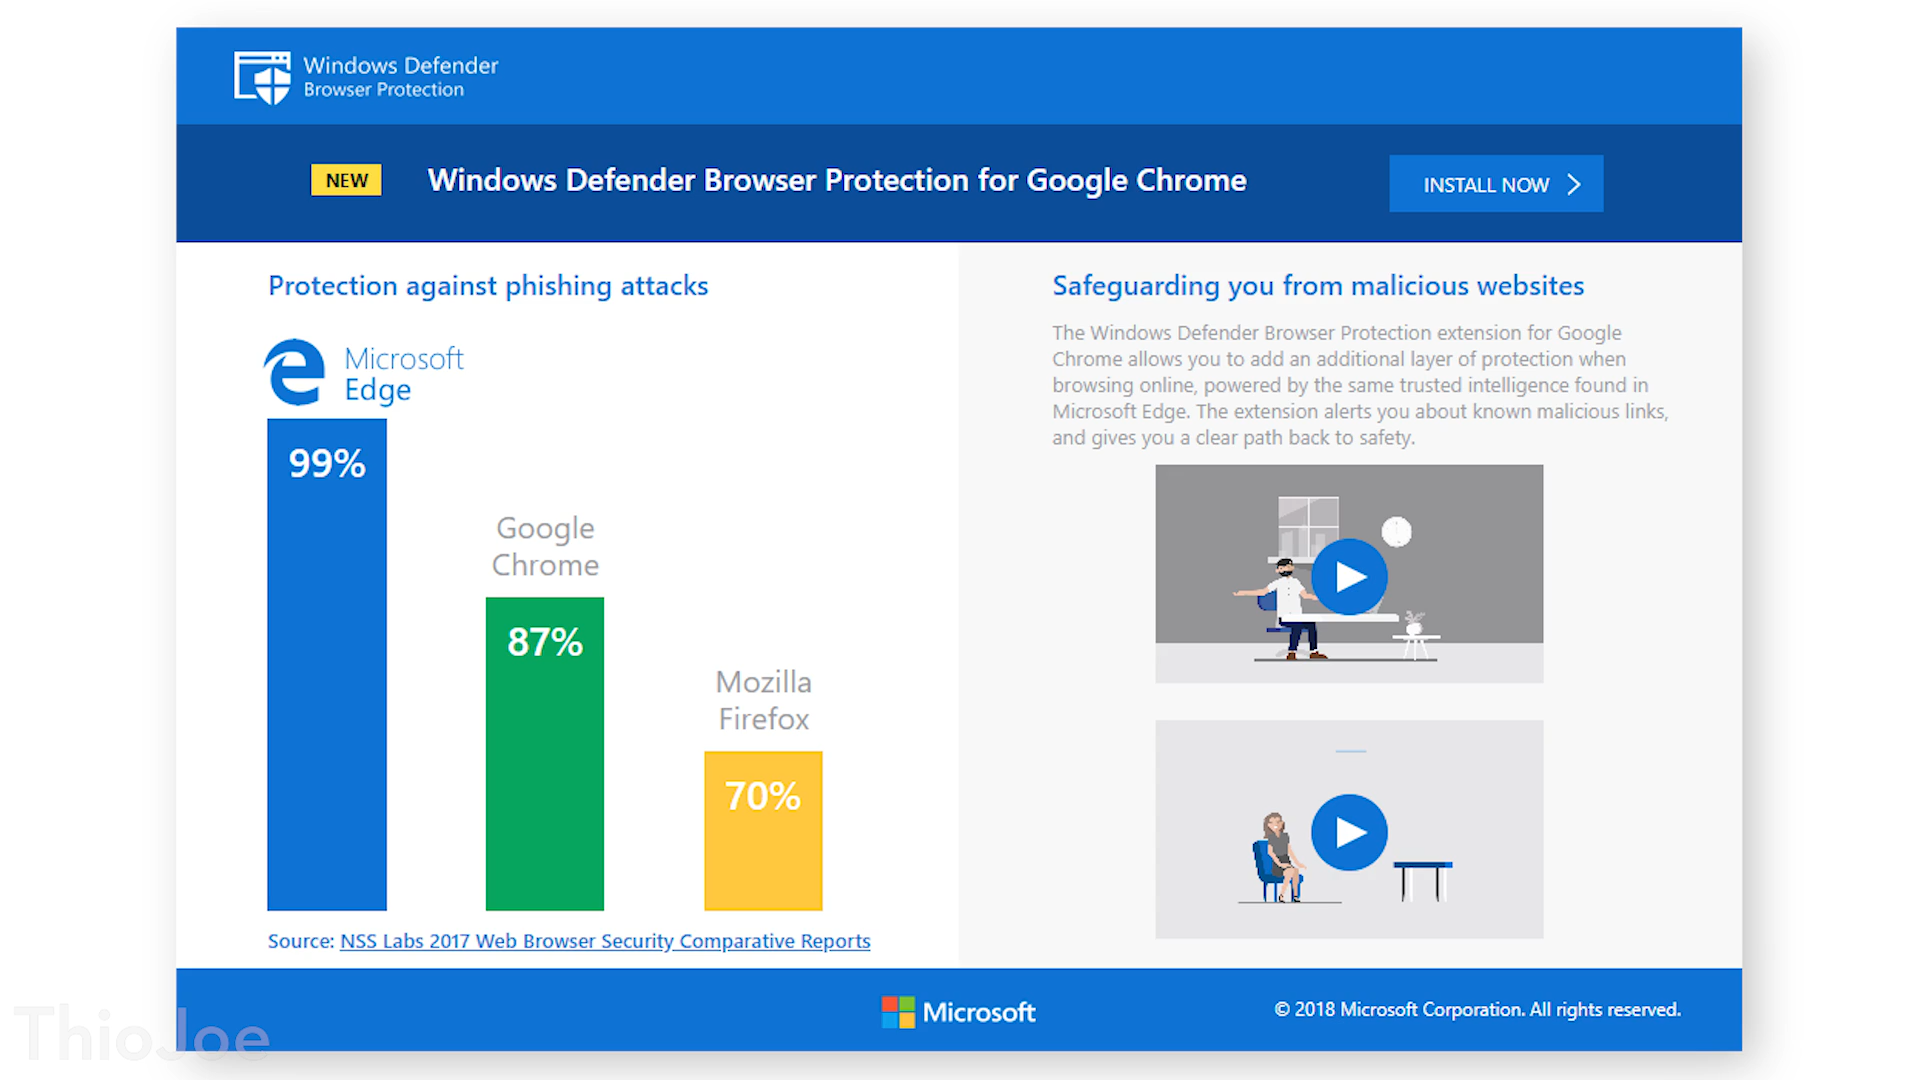 Windows Defender
Browser Protection
NEW
Windows Defender Browser Protection for Google Chrome
INSTALL NOW
Protection against phishing attacks
Microsoft
Edge
99%
Google
Chrome
87%
Mozilla
Firefox
70%
Source: NSS Labs 2017 Web Browser Security Comparative Reports
Safeguarding you from malicious websites
The Windows Defender Browser Protection extension for Google
Chrome allows you to add an additional layer of protection when
browsing online, powered by the same trusted intelligence found in
Microsoft Edge. The extension alerts you about known malicious links,
and gives you a clear path back to safety.
Microsoft
© 2018 Microsoft Corporation. All rights reserved.
ThioJoe